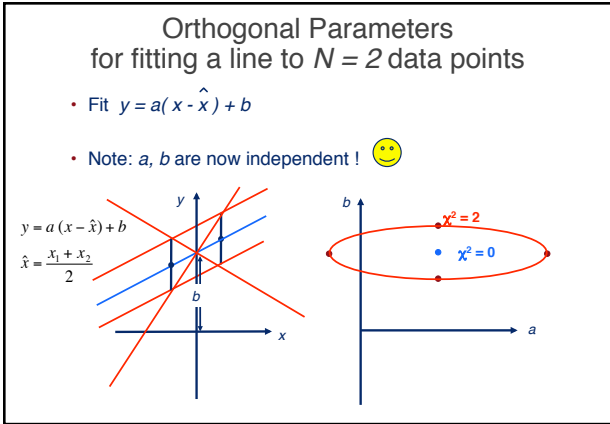 Orthogonal Parameters
for fitting a line to N = 2 data points
• Fit y = a( x - x̂ ) + b
• Note: a, b are now independent !
y = a (x − x̂) + b
x̂ = (x₁ + x₂) / 2
y
b
x
b
χ² = 2
χ² = 0
a